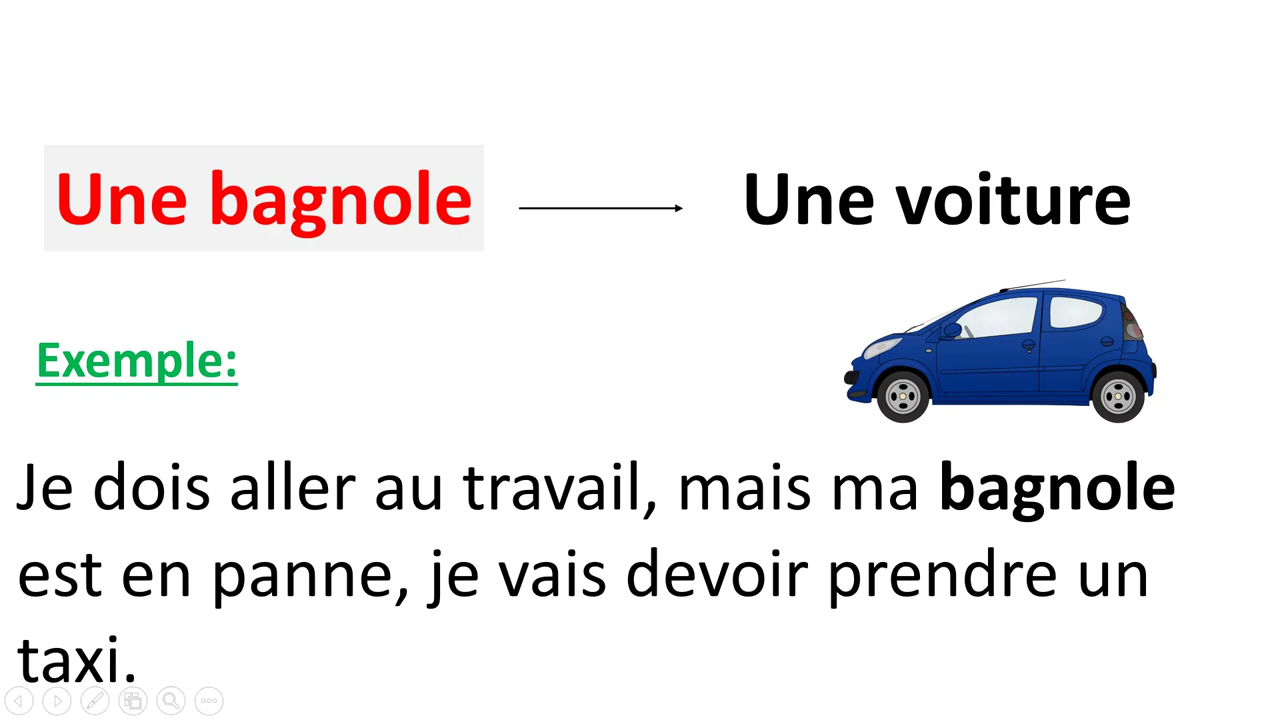 Une bagnole
Une voiture
Exemple:
Je dois aller au travail, mais ma bagnole
est en panne, je vais devoir prendre un
taxi.